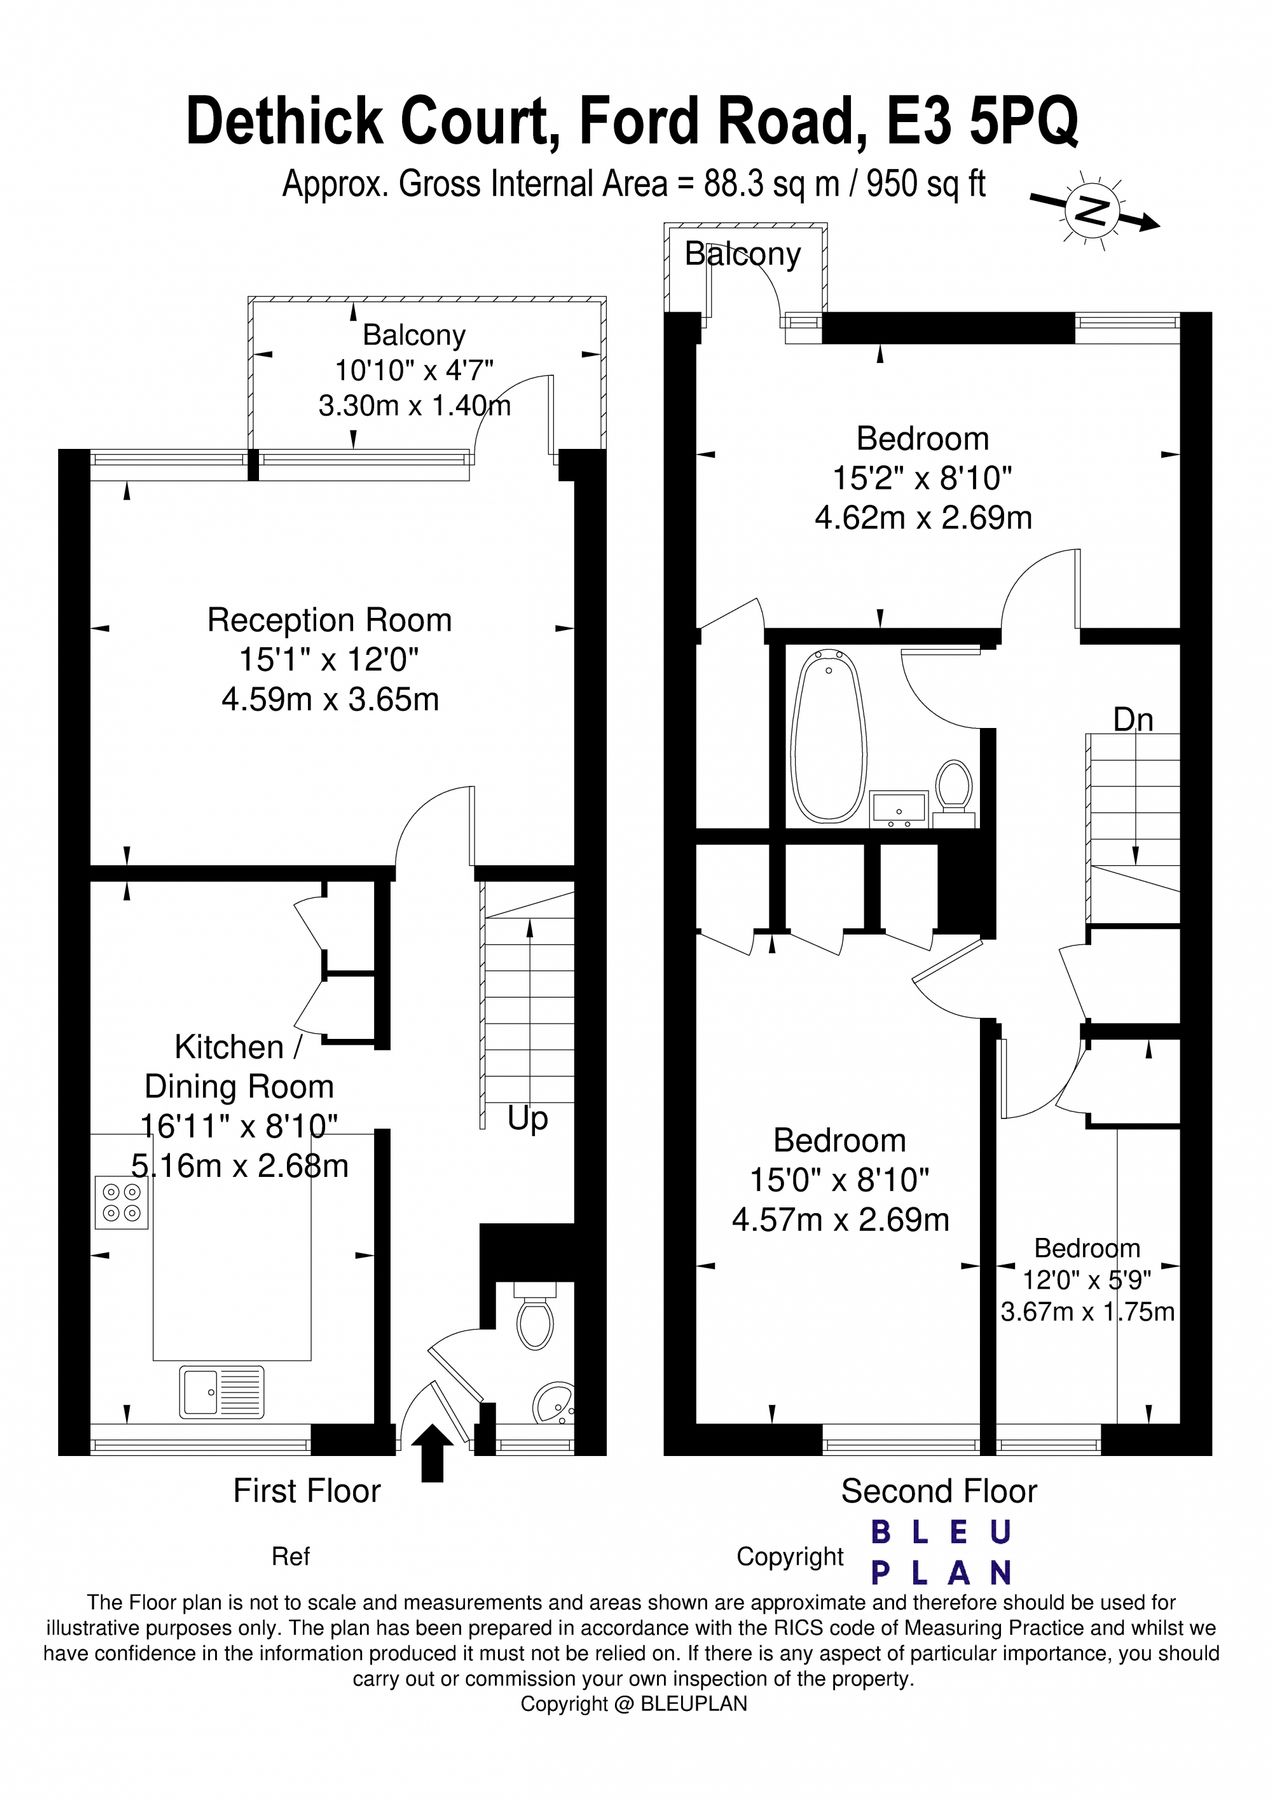 Dethick Court, Ford Road, E3 5PQ
Approx. Gross Internal Area = 88.3 sq m / 950 sq ft
N
Balcony
10'10" x 4'7"
3.30m x 1.40m
Reception Room
15'1" x 12'0"
4.59m x 3.65m
Kitchen /
Dining Room
16'11" x 8'10"
5.16m x 2.68m
Up
First Floor
Balcony
Bedroom
15'2" x 8'10"
4.62m x 2.69m
Dn
Bedroom
15'0" x 8'10"
4.57m x 2.69m
Bedroom
12'0" x 5'9"
3.67m x 1.75m
Second Floor
Ref
Copyright
BLEU
PLAN
The Floor plan is not to scale and measurements and areas shown are approximate and therefore should be used for
illustrative purposes only. The plan has been prepared in accordance with the RICS code of Measuring Practice and whilst we
have confidence in the information produced it must not be relied on. If there is any aspect of particular importance, you should
carry out or commission your own inspection of the property.
Copyright @ BLEUPLAN